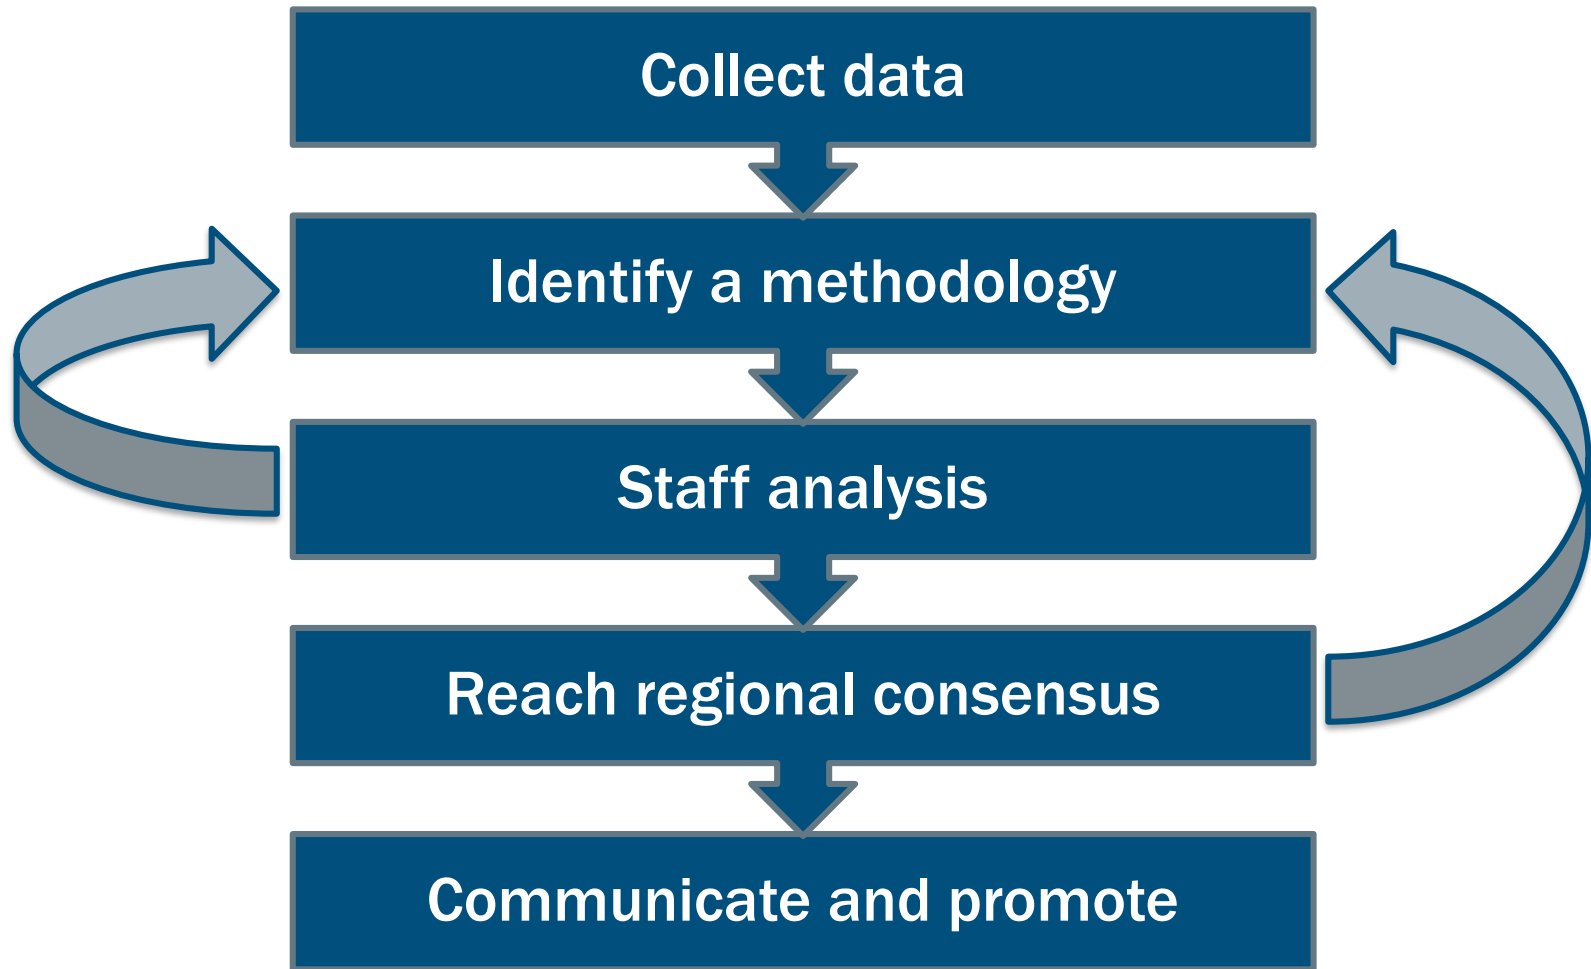 Collect data
Identify a methodology
Staff analysis
Reach regional consensus
Communicate and promote